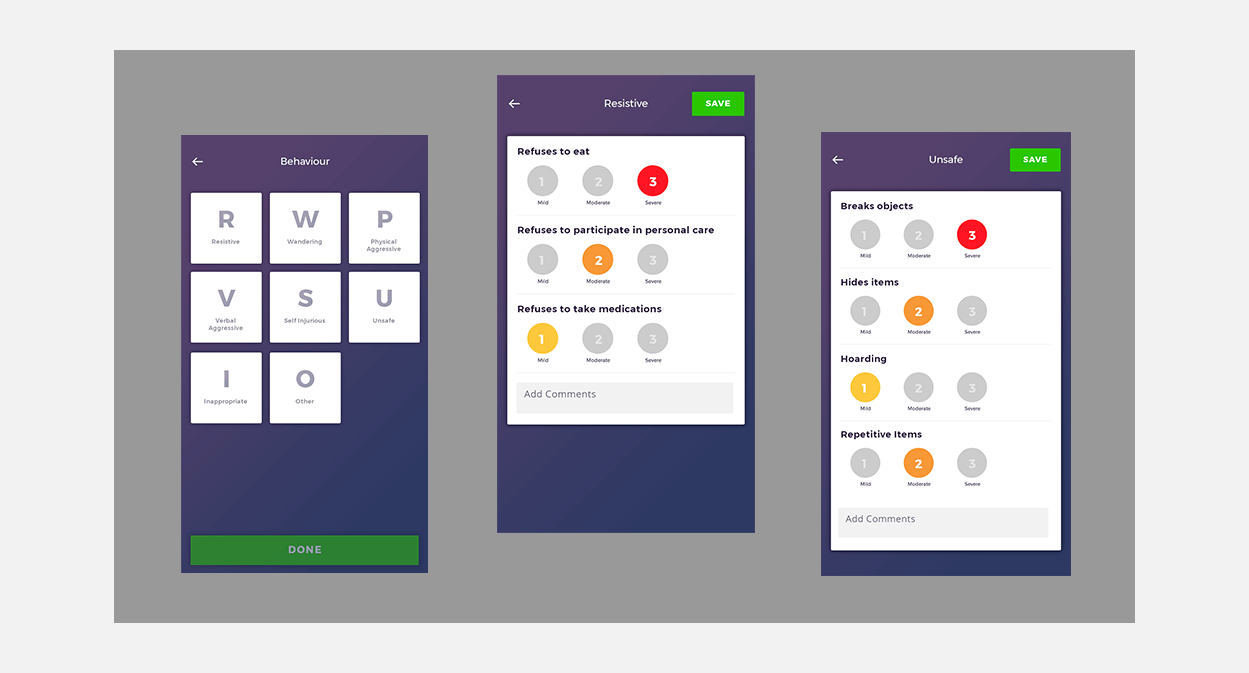 Behaviour
R
Resistive
W
Wandering
P
Physical
Aggressive
V
Verbal
Aggressive
S
Self Injurious
U
Unsafe
I
Inappropriate
O
Other
DONE
Resistive
SAVE
Refuses to eat
1 2 3
Mild Moderate Severe
Refuses to participate in personal care
1 2 3
Mild Moderate Severe
Refuses to take medications
1 2 3
Mild Moderate Severe
Add Comments
Unsafe
SAVE
Breaks objects
1 2 3
Mild Moderate Severe
Hides items
1 2 3
Mild Moderate Severe
Hoarding
1 2 3
Mild Moderate Severe
Repetitive Items
1 2 3
Mild Moderate Severe
Add Comments